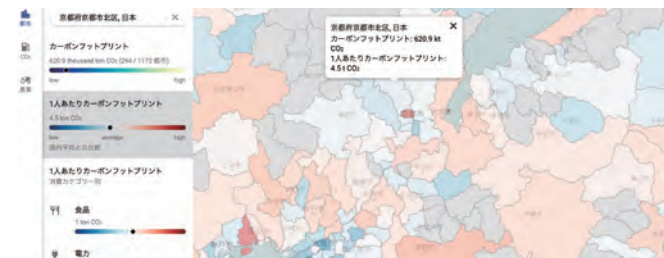 都市
CO₂
産業
京都府京都市北区, 日本 ×
カーボンフットプリント
620.9 thousand ton CO₂ (294 / 1172 都市)
low high
1人あたりカーボンフットプリント
4.5 ton CO₂
low average high
国内平均との比較
1人あたりカーボンフットプリント
消費カテゴリー別
食品
1 ton CO₂
電力
京都府京都市北区, 日本 ×
カーボンフットプリント: 620.9 kt
CO₂
1人あたりカーボンフットプリント:
4.5 t CO₂